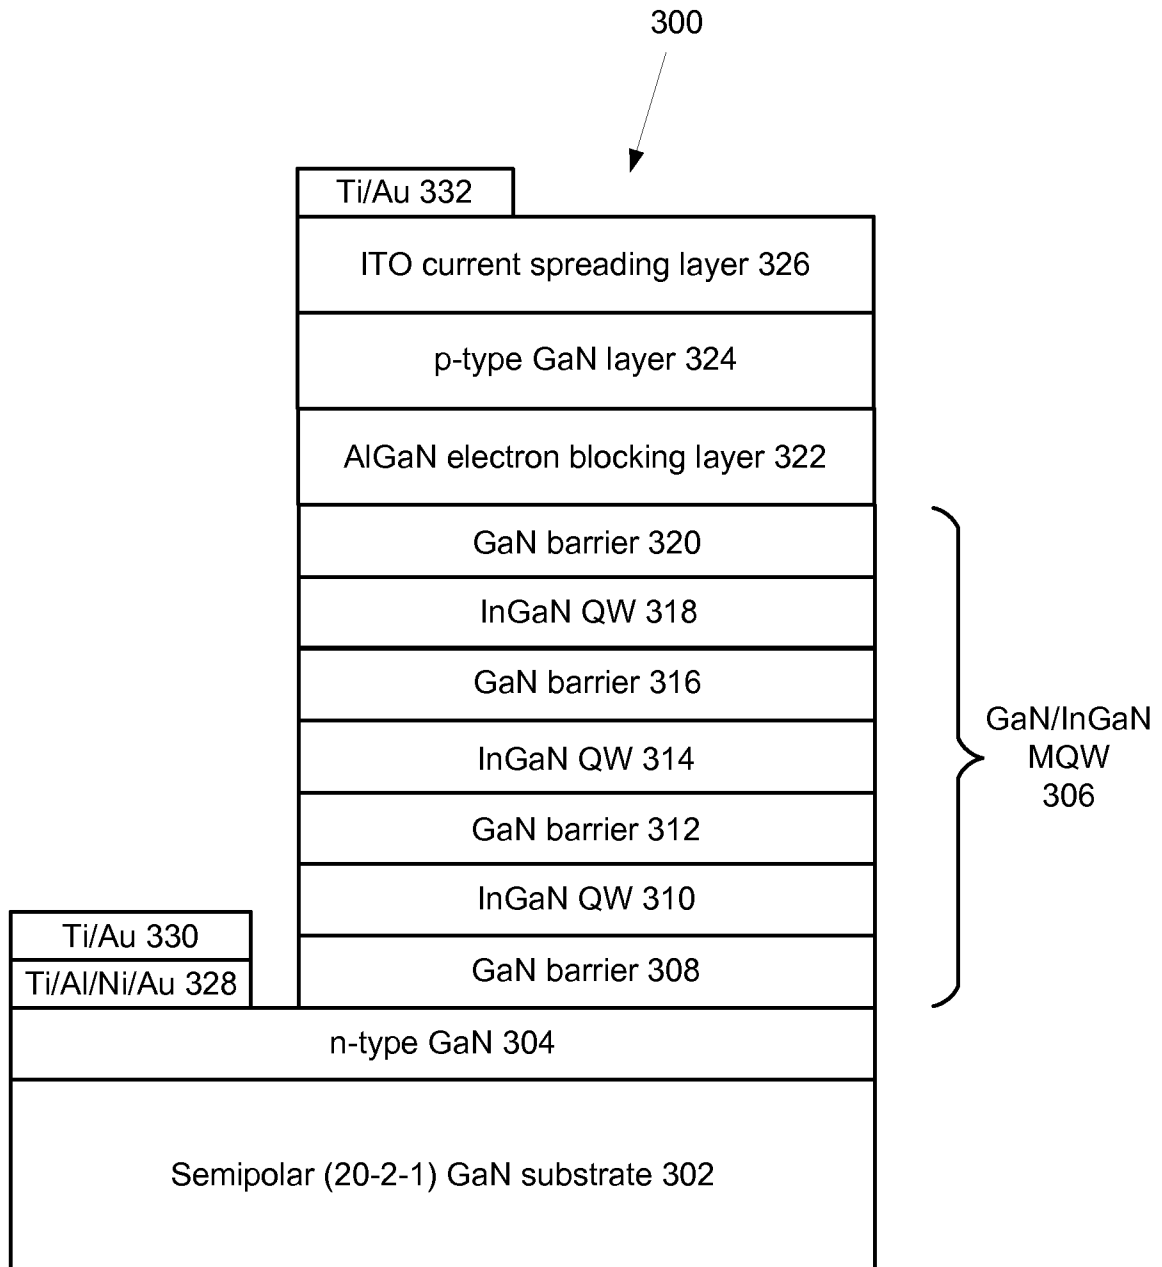 300
Ti/Au 332
ITO current spreading layer 326
p-type GaN layer 324
AlGaN electron blocking layer 322
GaN barrier 320
InGaN QW 318
GaN barrier 316
InGaN QW 314
GaN barrier 312
InGaN QW 310
GaN barrier 308
GaN/InGaN
MQW
306
Ti/Au 330
Ti/Al/Ni/Au 328
n-type GaN 304
Semipolar (20-2-1) GaN substrate 302